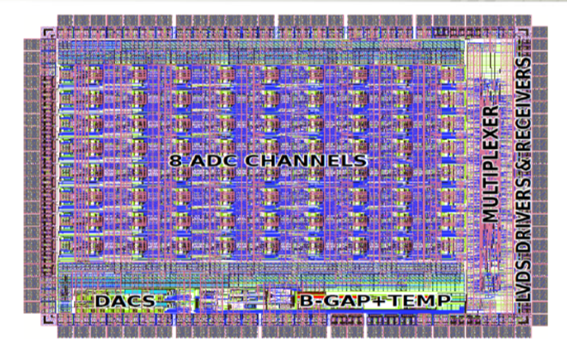 8 ADC CHANNELS
MULTIPLEXER
LVDS DRIVERS & RECEIVERS
DACS
B-GAP+TEMP